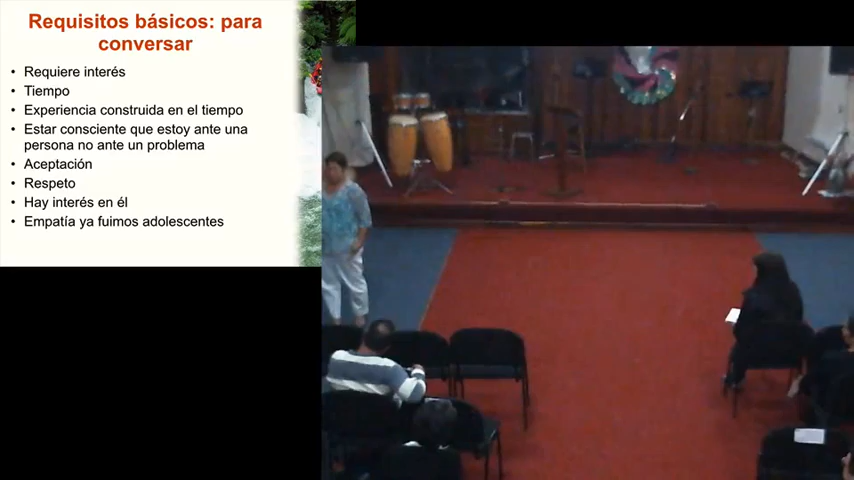 Requisitos básicos: para
conversar
• Requiere interés
• Tiempo
• Experiencia construida en el tiempo
• Estar consciente que estoy ante una
persona no ante un problema
• Aceptación
• Respeto
• Hay interés en él
• Empatía ya fuimos adolescentes